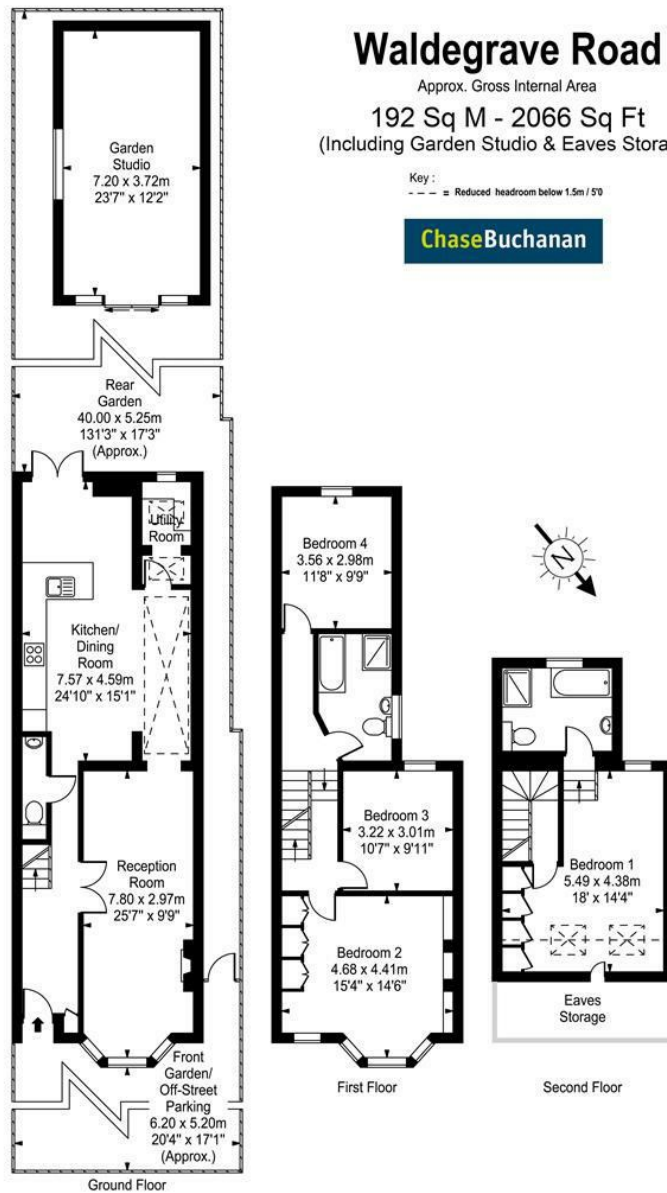 Waldegrave Road
Approx. Gross Internal Area
192 Sq M - 2066 Sq Ft
(Including Garden Studio & Eaves Stora
Key :
= Reduced headroom below 1.5m / 5'0
ChaseBuchanan
Garden
Studio
7.20 x 3.72m
23'7" x 12'2"
Rear
Garden
40.00 x 5.25m
131'3" x 17'3"
(Approx.)
Utility
Room
Kitchen/
Dining
Room
7.57 x 4.59m
24'10" x 15'1"
Reception
Room
7.80 x 2.97m
25'7" x 9'9"
Front
Garden/
Off-Street
Parking
6.20 x 5.20m
20'4" x 17'1"
(Approx.)
Ground Floor
Bedroom 4
3.56 x 2.98m
11'8" x 9'9"
Bedroom 3
3.22 x 3.01m
10'7" x 9'11"
Bedroom 2
4.68 x 4.41m
15'4" x 14'6"
First Floor
N
Bedroom 1
5.49 x 4.38m
18' x 14'4"
Eaves
Storage
Second Floor